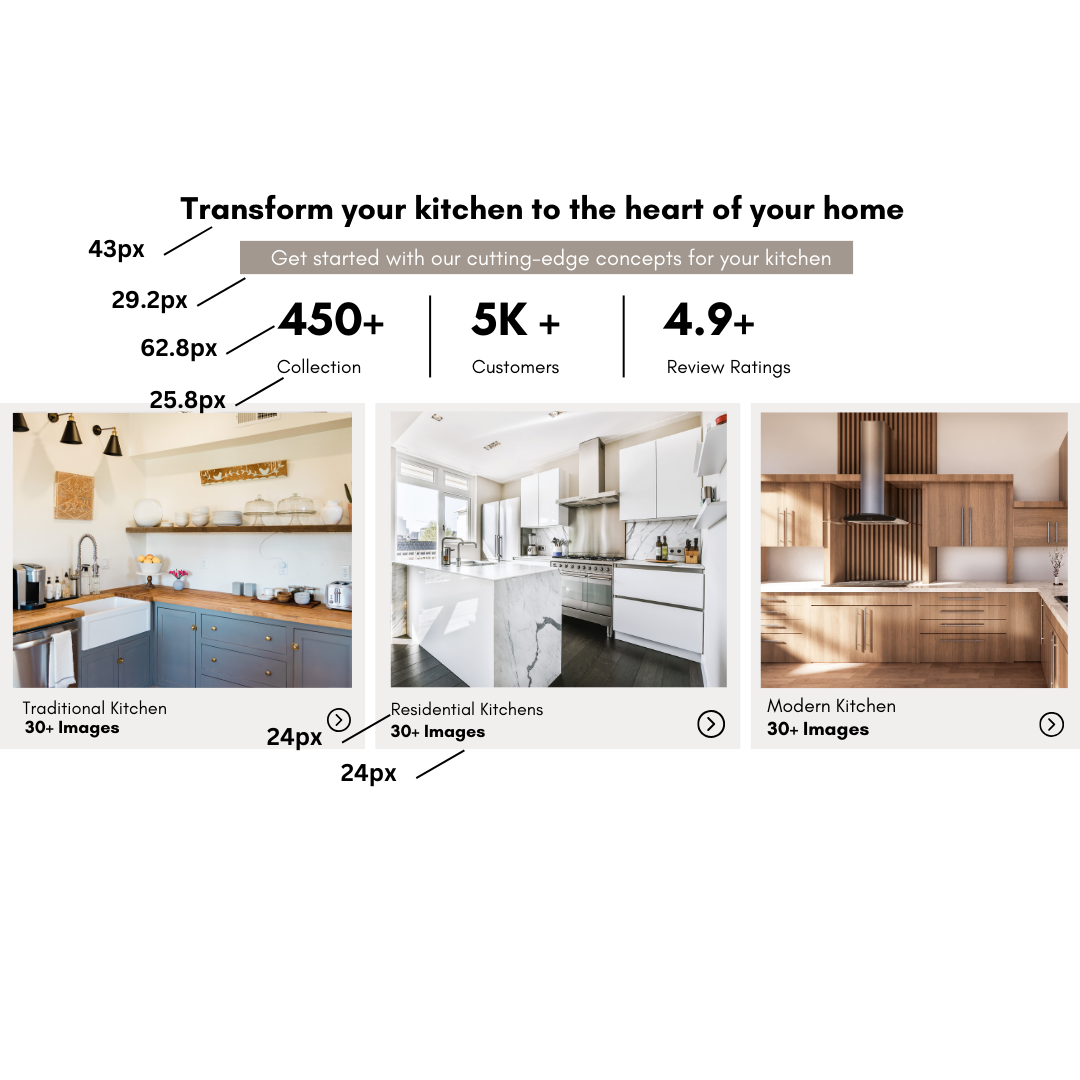 Transform your kitchen to the heart of your home
43px
Get started with our cutting-edge concepts for your kitchen
29.2px
450+
5K +
4.9+
62.8px
Collection
Customers
Review Ratings
25.8px
Traditional Kitchen
30+ Images
Residential Kitchens
30+ Images
Modern Kitchen
30+ Images
24px
24px